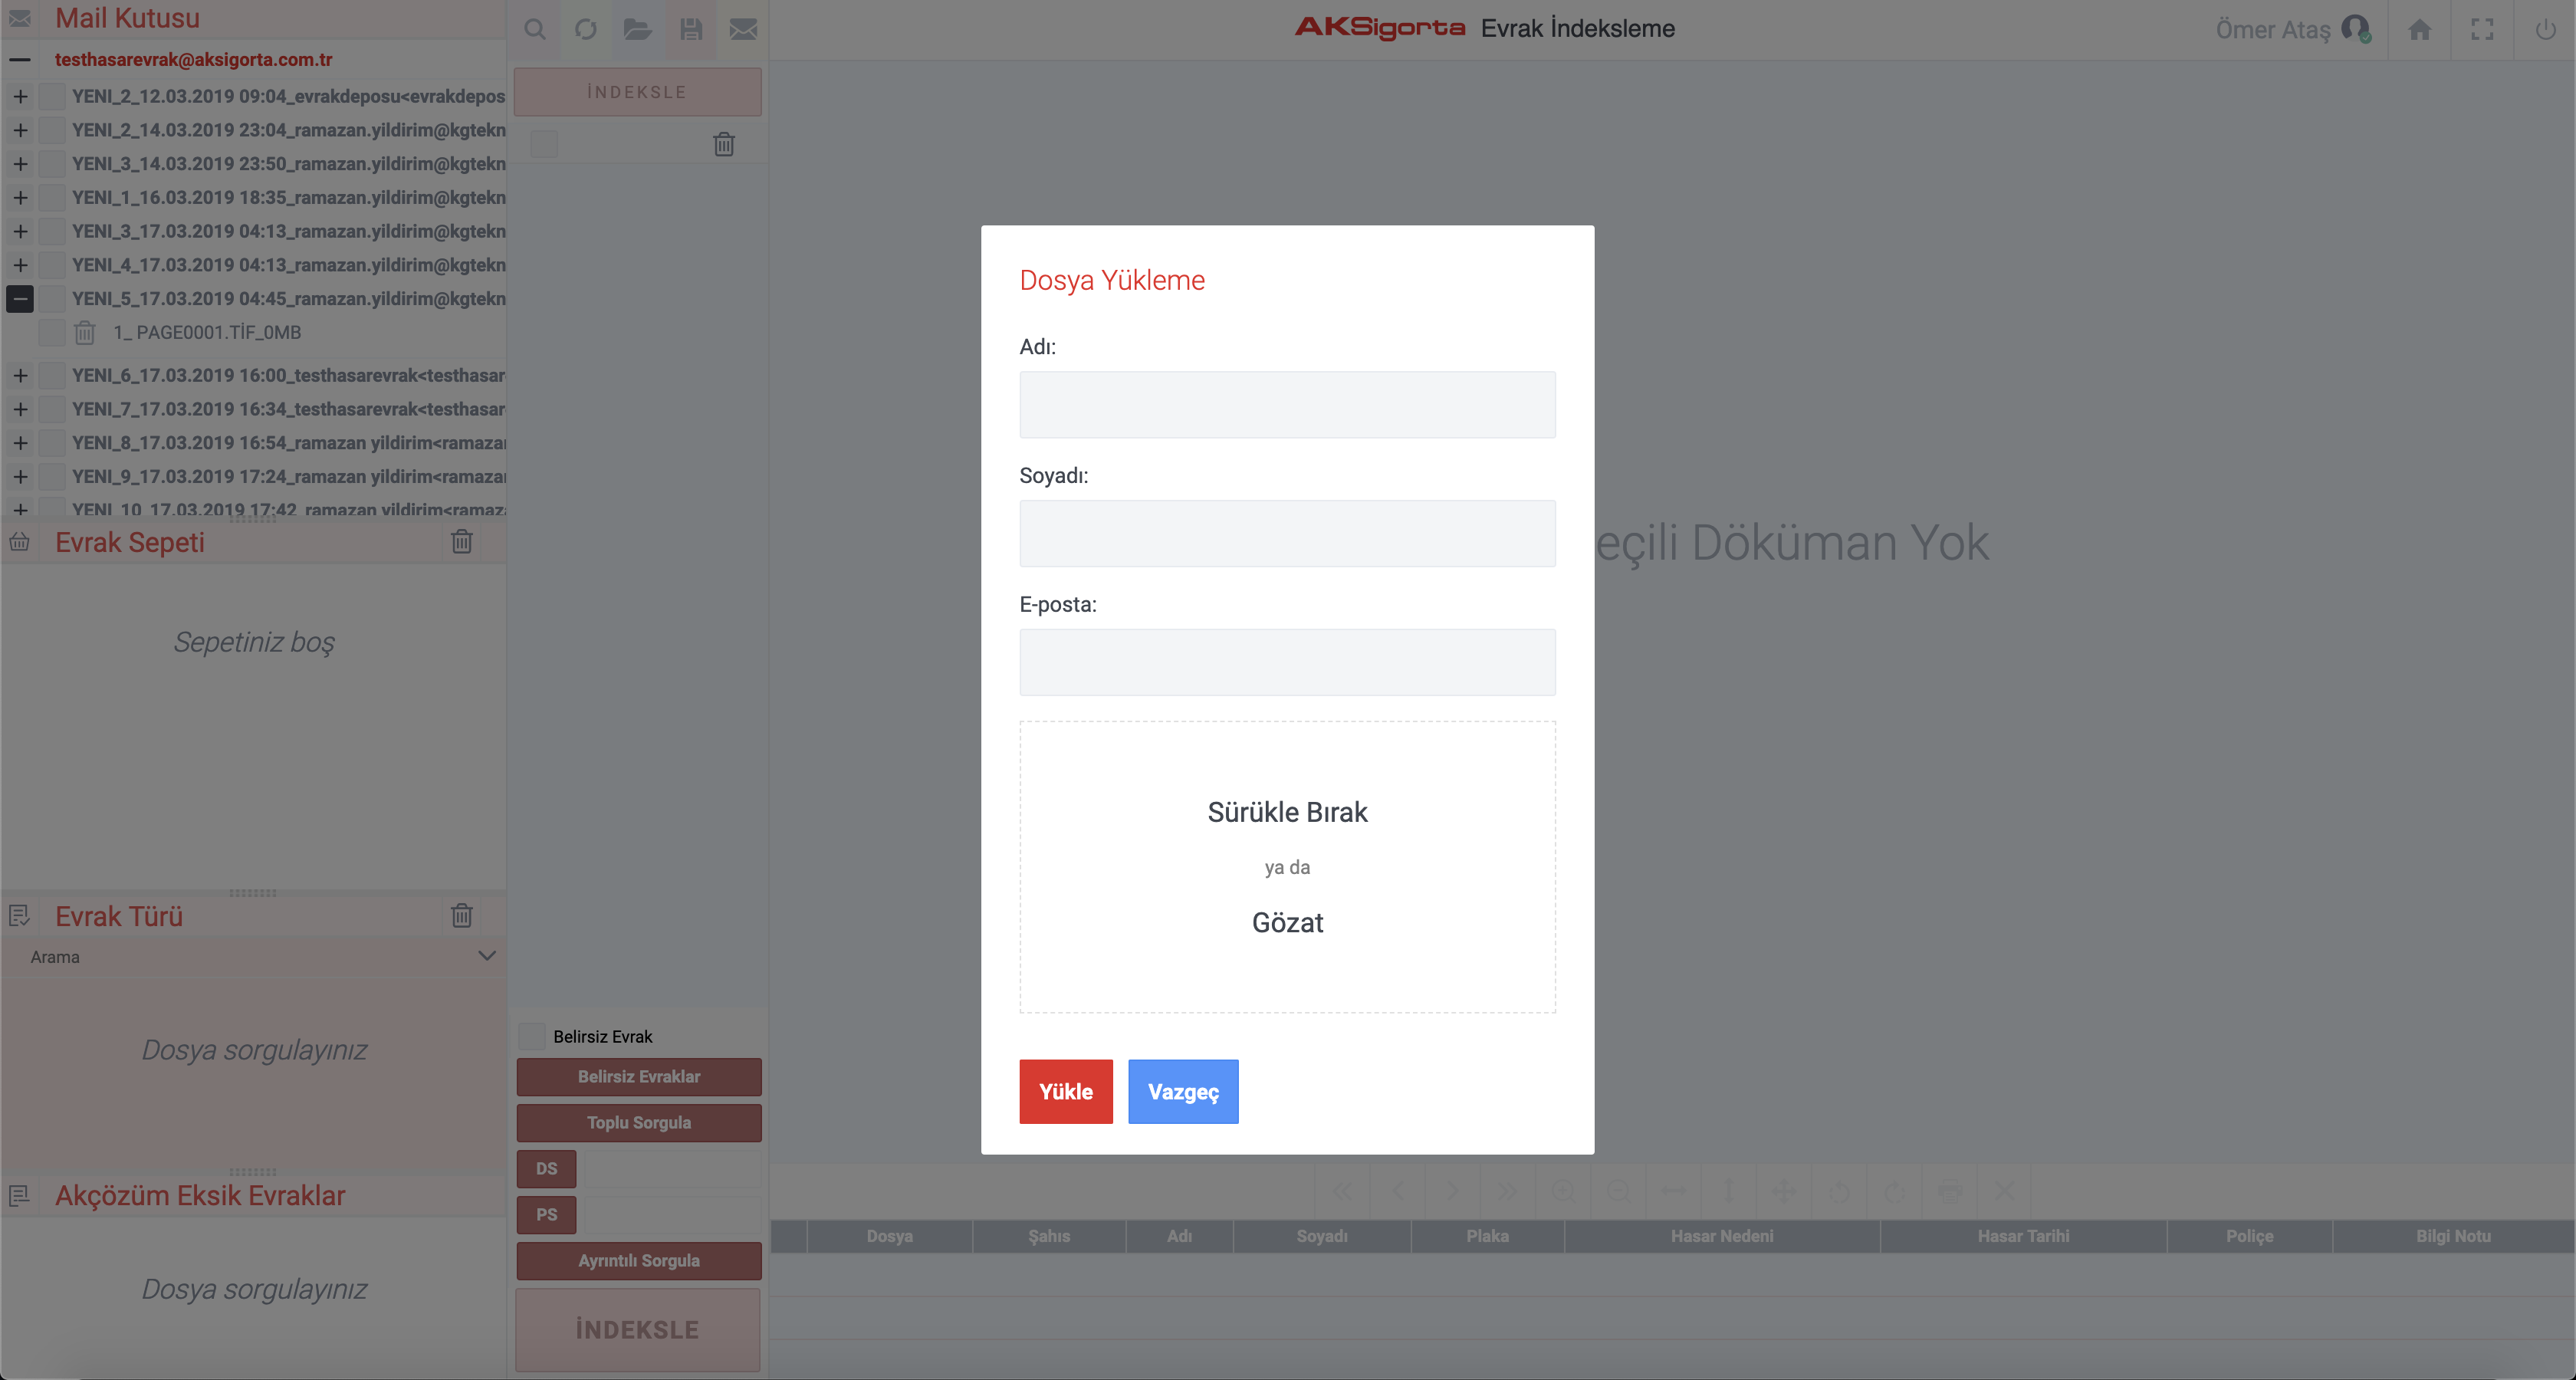 Mail Kutusu
testhasarevrak@aksigorta.com.tr
YENI_2_12.03.2019 09:04_evrakdeposu<evrakdepos
YENI_2_14.03.2019 23:04_ramazan.yildirim@kgtekn
YENI_3_14.03.2019 23:50_ramazan.yildirim@kgtekn
YENI_1_16.03.2019 18:35_ramazan.yildirim@kgtekn
YENI_3_17.03.2019 04:13_ramazan.yildirim@kgtekn
YENI_4_17.03.2019 04:13_ramazan.yildirim@kgtekn
YENI_5_17.03.2019 04:45_ramazan.yildirim@kgtekn
1_ PAGE0001.TİF_0MB
YENI_6_17.03.2019 16:00_testhasarevrak<testhasar
YENI_7_17.03.2019 16:34_testhasarevrak<testhasar
YENI_8_17.03.2019 16:54_ramazan yildirim<ramazan
YENI_9_17.03.2019 17:24_ramazan yildirim<ramazan
YENI_10_17.03.2019 17:42_ramazan yildirim<ramaza
Evrak Sepeti
Sepetiniz boş
Evrak Türü
Arama
Dosya sorgulayınız
Akçözüm Eksik Evraklar
Dosya sorgulayınız
İNDEKSLE
Belirsiz Evrak
Belirsiz Evraklar
Toplu Sorgula
DS
PS
Ayrıntılı Sorgula
İNDEKSLE
AKSigorta Evrak İndeksleme
Ömer Ataş
eçili Döküman Yok
Dosya Yükleme
Adı:
Soyadı:
E-posta:
Sürükle Bırak
ya da
Gözat
Yükle Vazgeç
Dosya Şahıs Adı Soyadı Plaka Hasar Nedeni Hasar Tarihi Poliçe Bilgi Notu